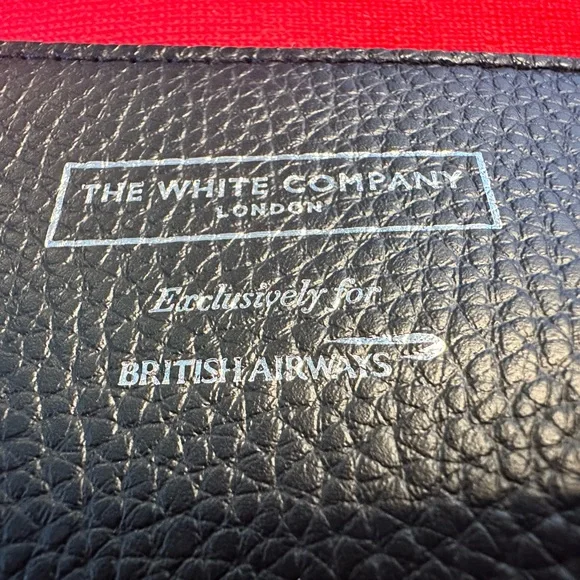 THE WHITE COMPANY
LONDON
Exclusively for
BRITISH AIRWAYS